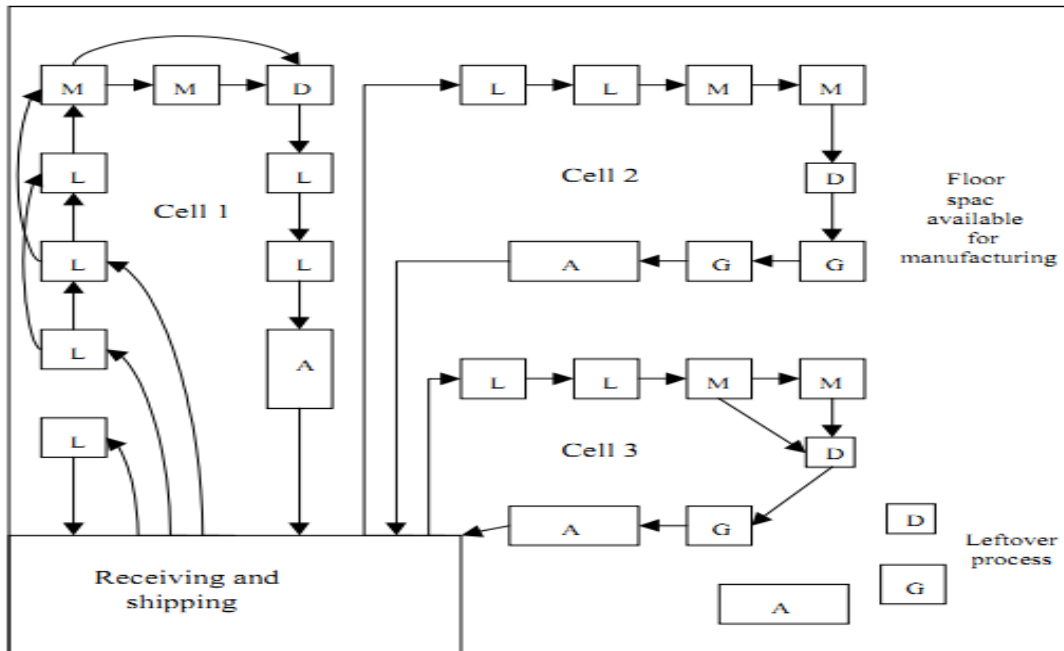 M
M
D
L
L
M
M
L
L
Cell 1
Cell 2
D
Floor
spac
available
for
manufacturing
L
L
A
G
G
L
A
L
L
M
M
L
Cell 3
D
A
G
D
Leftover
process
Receiving and
shipping
A
G